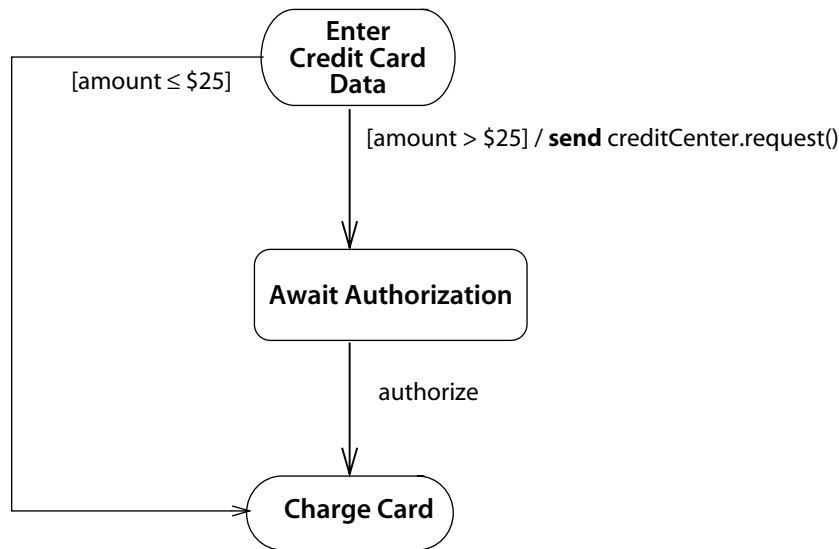 Enter
Credit Card
Data
[amount ≤ $25]
[amount > $25] / send creditCenter.request()
Await Authorization
authorize
Charge Card